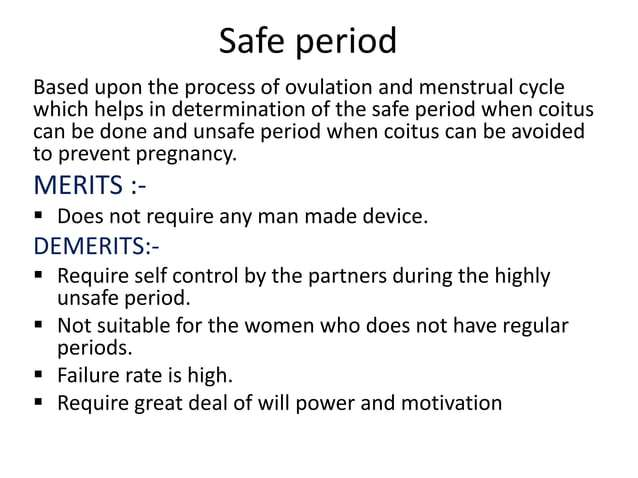 Safe period
Based upon the process of ovulation and menstrual cycle
which helps in determination of the safe period when coitus
can be done and unsafe period when coitus can be avoided
to prevent pregnancy.
MERITS :-
▪ Does not require any man made device.
DEMERITS:-
▪ Require self control by the partners during the highly
unsafe period.
▪ Not suitable for the women who does not have regular
periods.
▪ Failure rate is high.
▪ Require great deal of will power and motivation